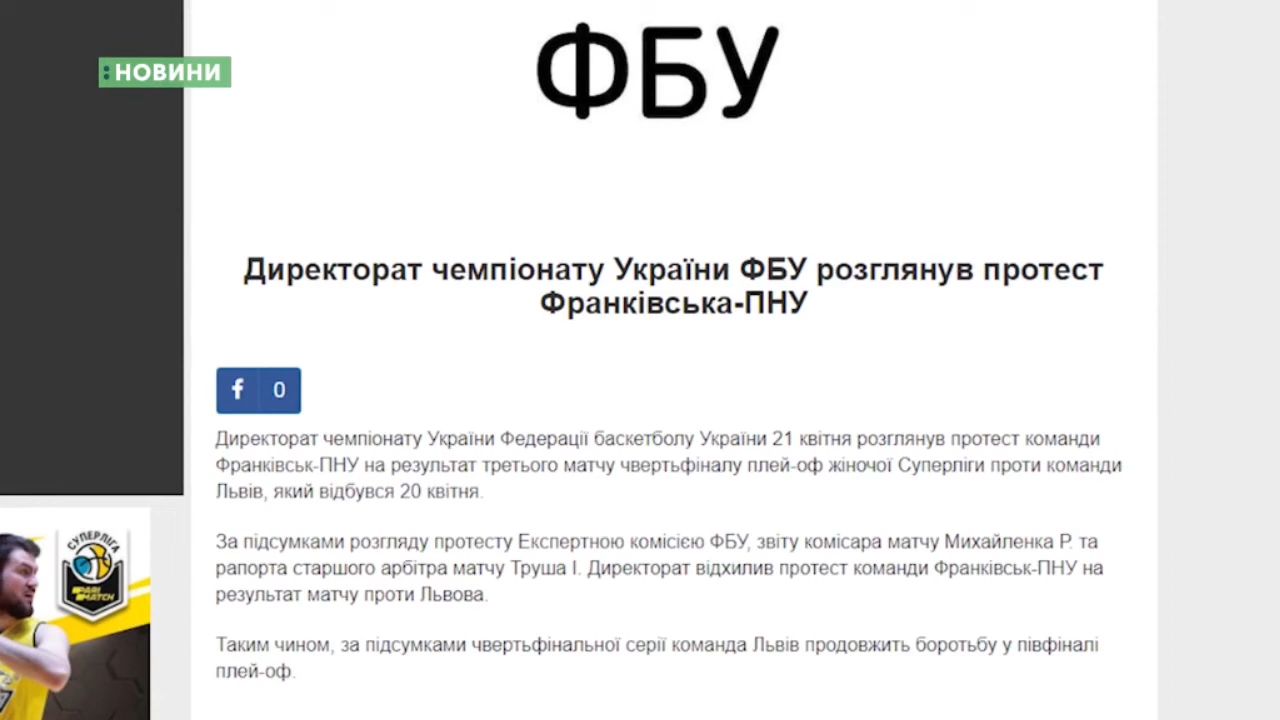 ФБУ
:НОВИНИ
Директорат чемпіонату України ФБУ розглянув протест
Франківська-ПНУ
f 0
Директорат чемпіонату України Федерації баскетболу України 21 квітня розглянув протест команди
Франківськ-ПНУ на результат третього матчу чвертьфіналу плей-оф жіночої Суперліги проти команди
Львів, який відбувся 20 квітня.
За підсумками розгляду протесту Експертною комісією ФБУ, звіту комісара матчу Михайленка Р. та
рапорта старшого арбітра матчу Труша І. Директорат відхилив протест команди Франківськ-ПНУ на
результат матчу проти Львова.
Таким чином, за підсумками чвертьфінальної серії команда Львів продовжить боротьбу у півфіналі
плей-оф.
СУПЕРЛІГА
PARI
MATCH